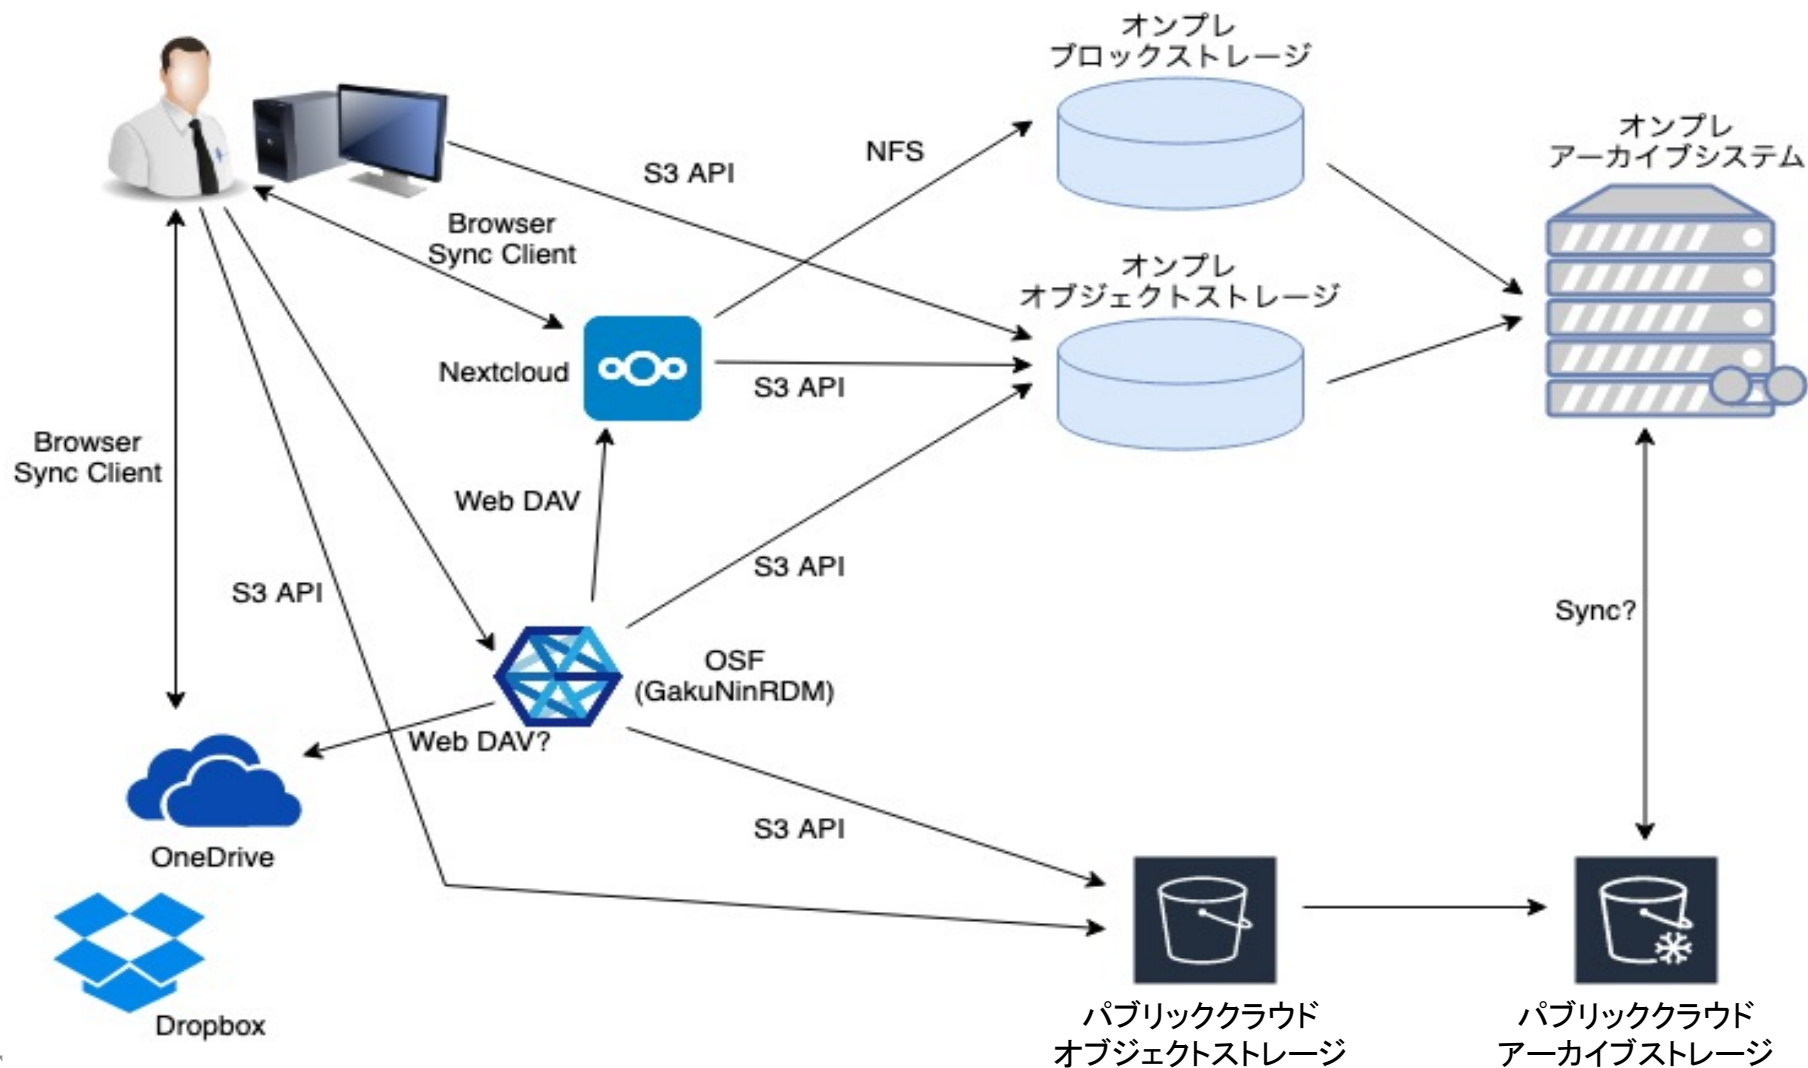 オンプレ
ブロックストレージ
オンプレ
アーカイブシステム
NFS
S3 API
Browser
Sync Client
オンプレ
オブジェクトストレージ
Nextcloud
S3 API
Browser
Sync Client
Web DAV
S3 API
S3 API
Sync?
OSF
(GakuNinRDM)
Web DAV?
S3 API
OneDrive
Dropbox
パブリッククラウド
オブジェクトストレージ
パブリッククラウド
アーカイブストレージ